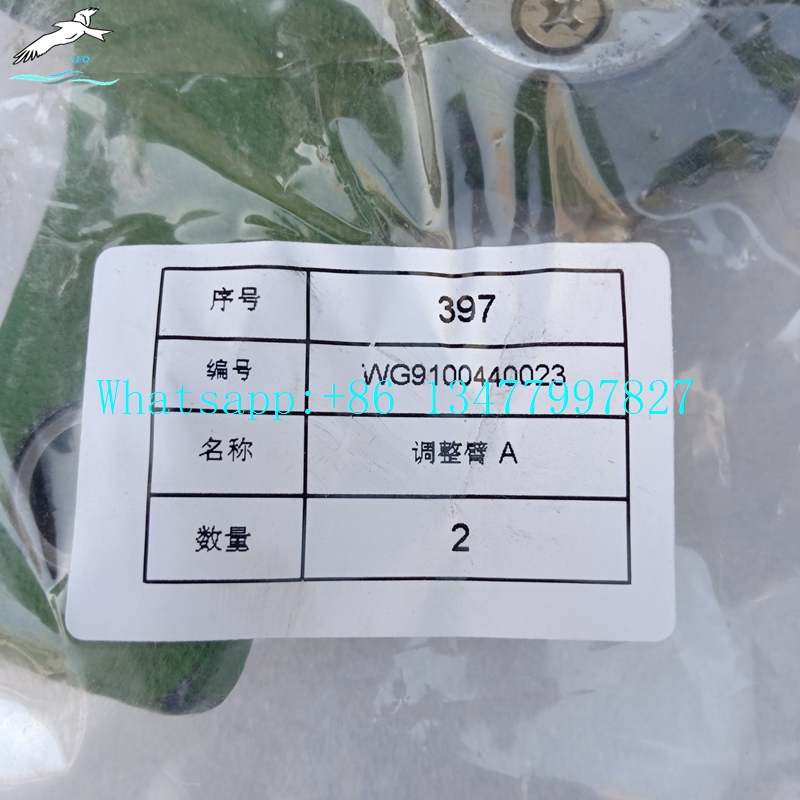 序号 397
编号 WG9100440023
Whatsapp:+86 13477997827
名称 调整臂 A
数量 2